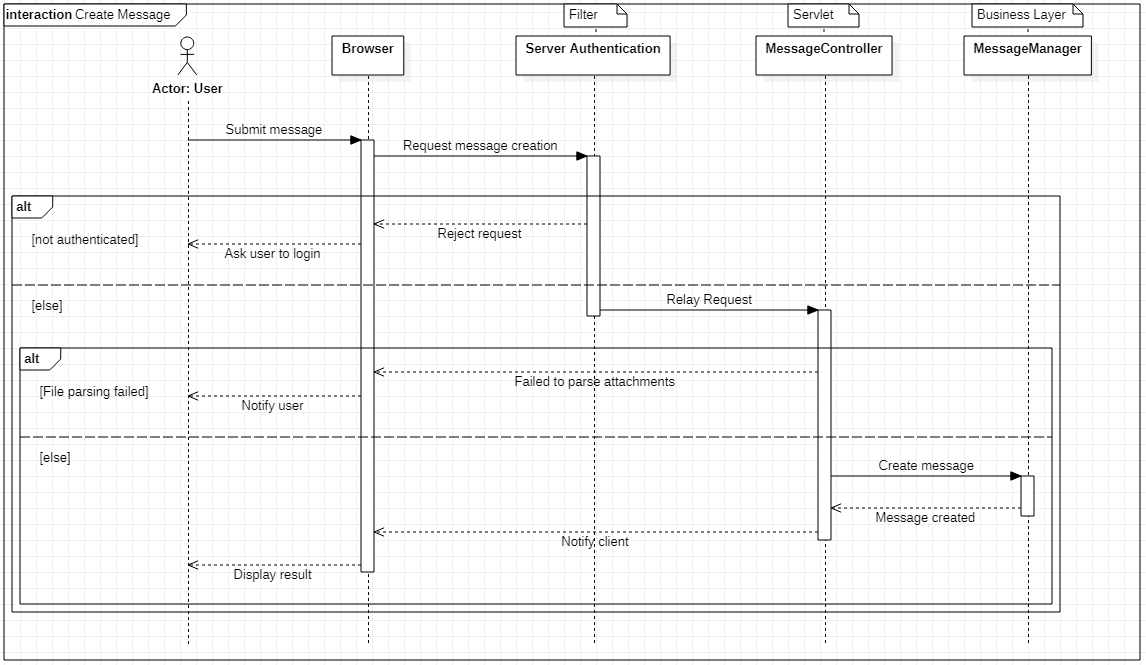 interaction Create Message
Filter
Servlet
Business Layer
Browser
Server Authentication
MessageController
MessageManager
Actor: User
Submit message
Request message creation
alt
Reject request
[not authenticated]
Ask user to login
Relay Request
[else]
alt
Failed to parse attachments
[File parsing failed]
Notify user
[else]
Create message
Message created
Notify client
Display result